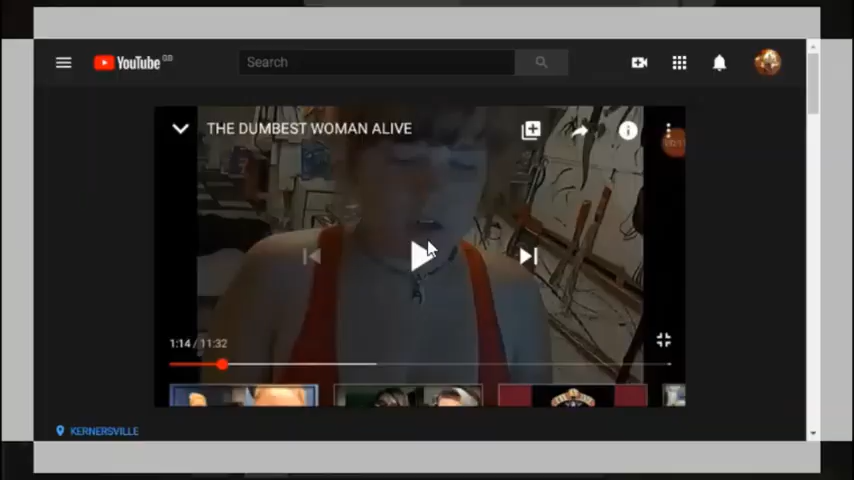 YouTube GB
Search
THE DUMBEST WOMAN ALIVE
1:14 / 11:32
KERNERSVILLE